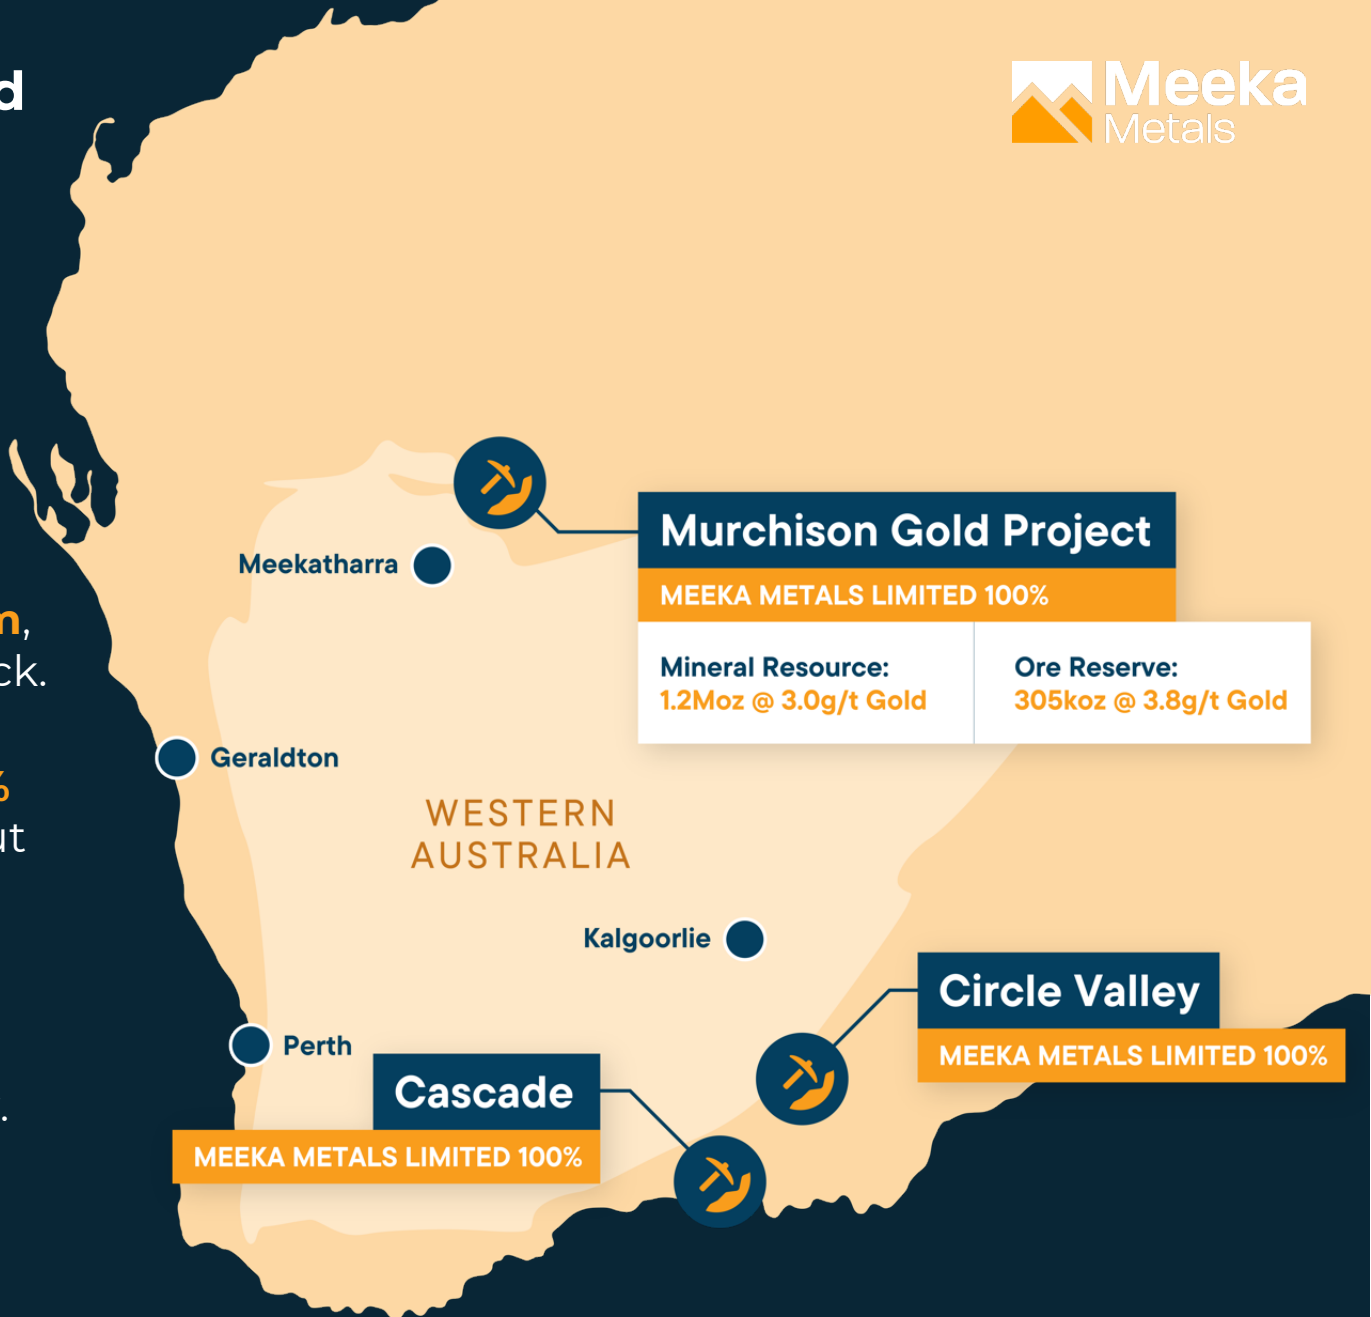 d
Meeka
Metals
n,
ck.
%
ut
.
Murchison Gold Project
MEEKA METALS LIMITED 100%
Mineral Resource:
1.2Moz @ 3.0g/t Gold
Ore Reserve:
305koz @ 3.8g/t Gold
Meekatharra
Geraldton
WESTERN
AUSTRALIA
Kalgoorlie
Circle Valley
MEEKA METALS LIMITED 100%
Perth
Cascade
MEEKA METALS LIMITED 100%